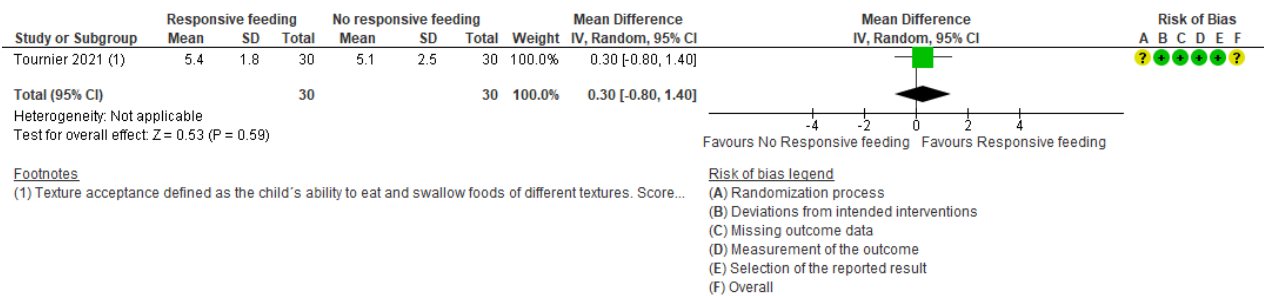 Responsive feeding No responsive feeding Mean Difference Mean Difference Risk of Bias
Study or Subgroup Mean SD Total Mean SD Total Weight IV, Random, 95% CI IV, Random, 95% CI A B C D E F
Tournier 2021 (1) 5.4 1.8 30 5.1 2.5 30 100.0% 0.30 [-0.80, 1.40] ? + + + + ?
Total (95% CI) 30 30 100.0% 0.30 [-0.80, 1.40]
Heterogeneity: Not applicable
Test for overall effect: Z = 0.53 (P = 0.59)
-4 -2 0 2 4
Favours No Responsive feeding Favours Responsive feeding
Footnotes
(1) Texture acceptance defined as the child´s ability to eat and swallow foods of different textures. Score...
Risk of bias legend
(A) Randomization process
(B) Deviations from intended interventions
(C) Missing outcome data
(D) Measurement of the outcome
(E) Selection of the reported result
(F) Overall